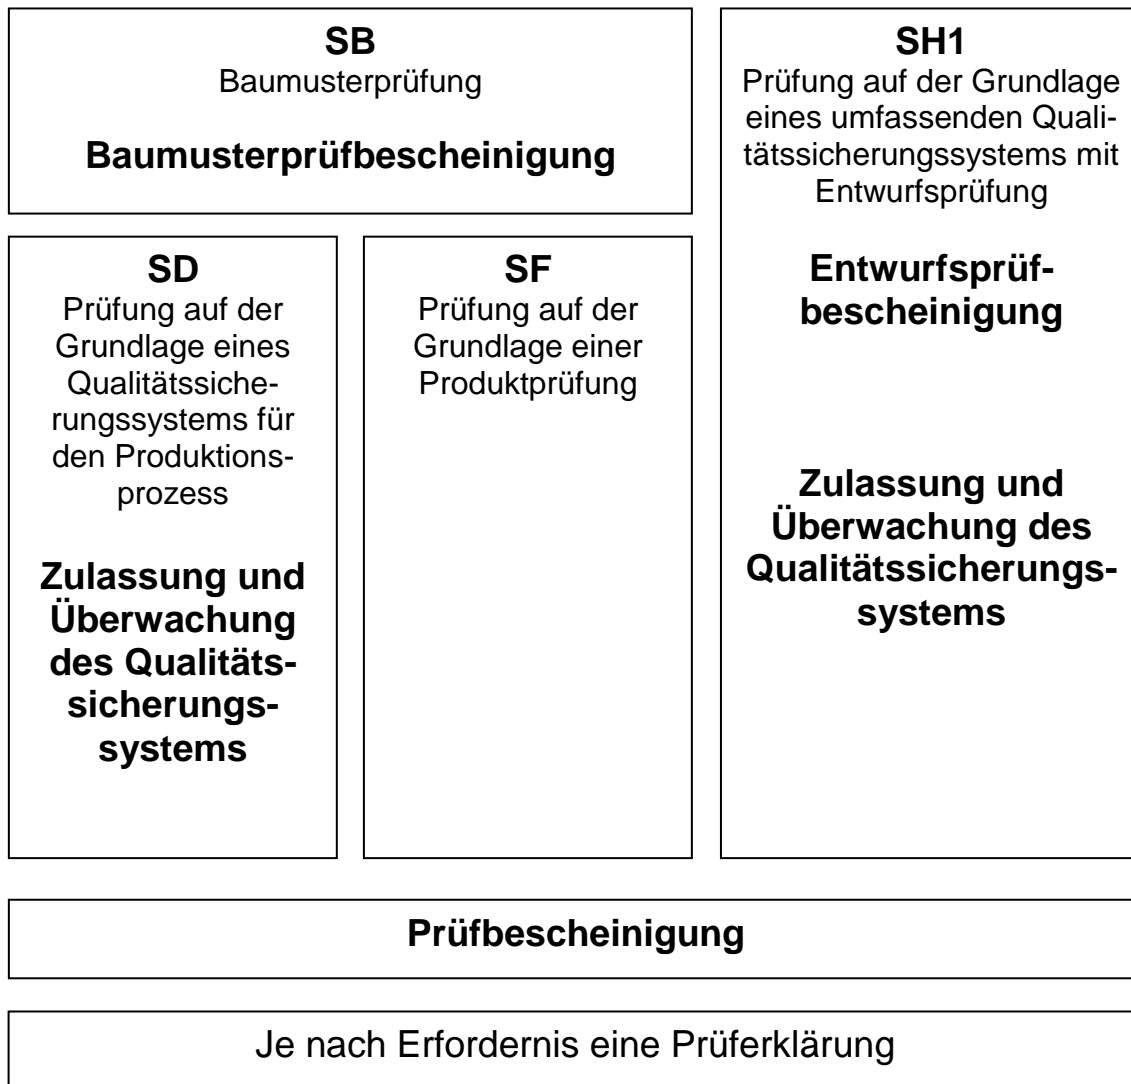 SB
Baumusterprüfung
Baumusterprüfbescheinigung
SH1
Prüfung auf der Grundlage
eines umfassenden Quali-
tätssicherungssystems mit
Entwurfsprüfung
Entwurfsprüf-
bescheinigung
Zulassung und
Überwachung des
Qualitätssicherungs-
systems
SD
Prüfung auf der
Grundlage eines
Qualitätssiche-
rungssystems für
den Produktions-
prozess
Zulassung und
Überwachung
des Qualitäts-
sicherungs-
systems
SF
Prüfung auf der
Grundlage einer
Produktprüfung
Prüfbescheinigung
Je nach Erfordernis eine Prüferklärung